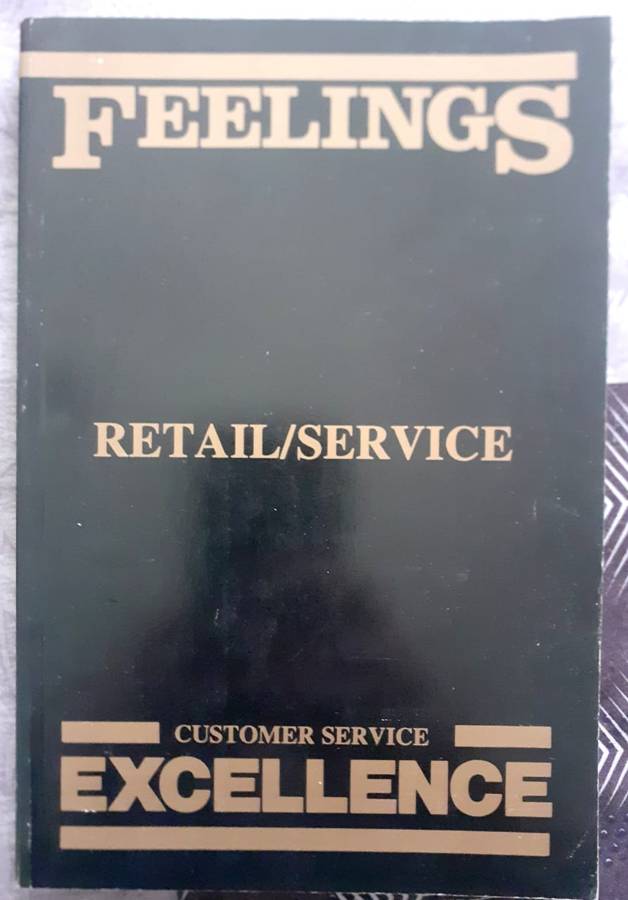 FEELINGS
RETAIL/SERVICE
CUSTOMER SERVICE
EXCELLENCE